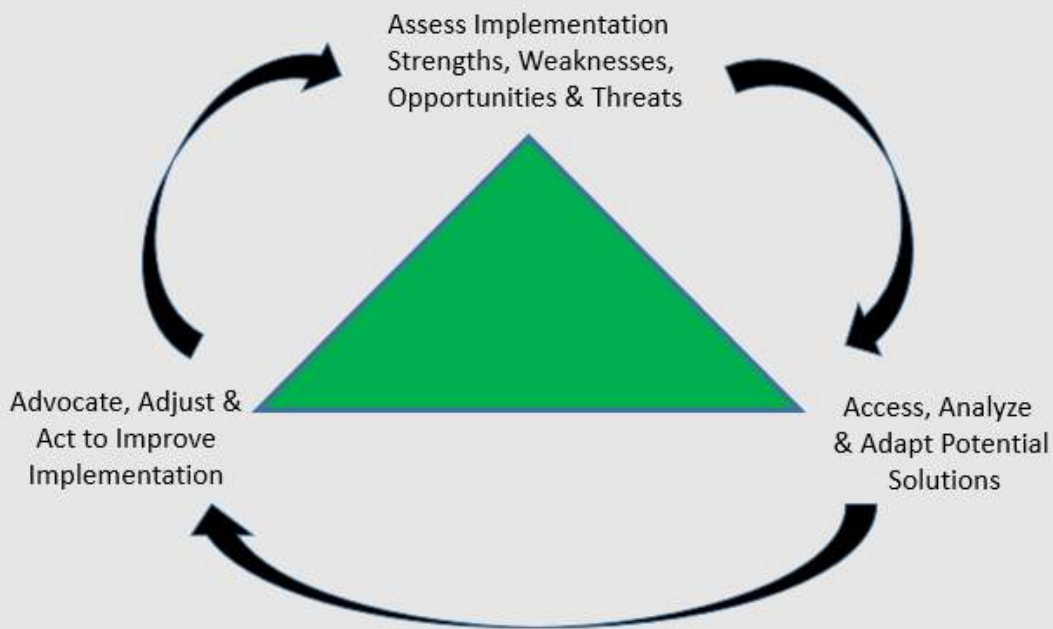 Assess Implementation
Strengths, Weaknesses,
Opportunities & Threats
Access, Analyze
& Adapt Potential
Solutions
Advocate, Adjust &
Act to Improve
Implementation